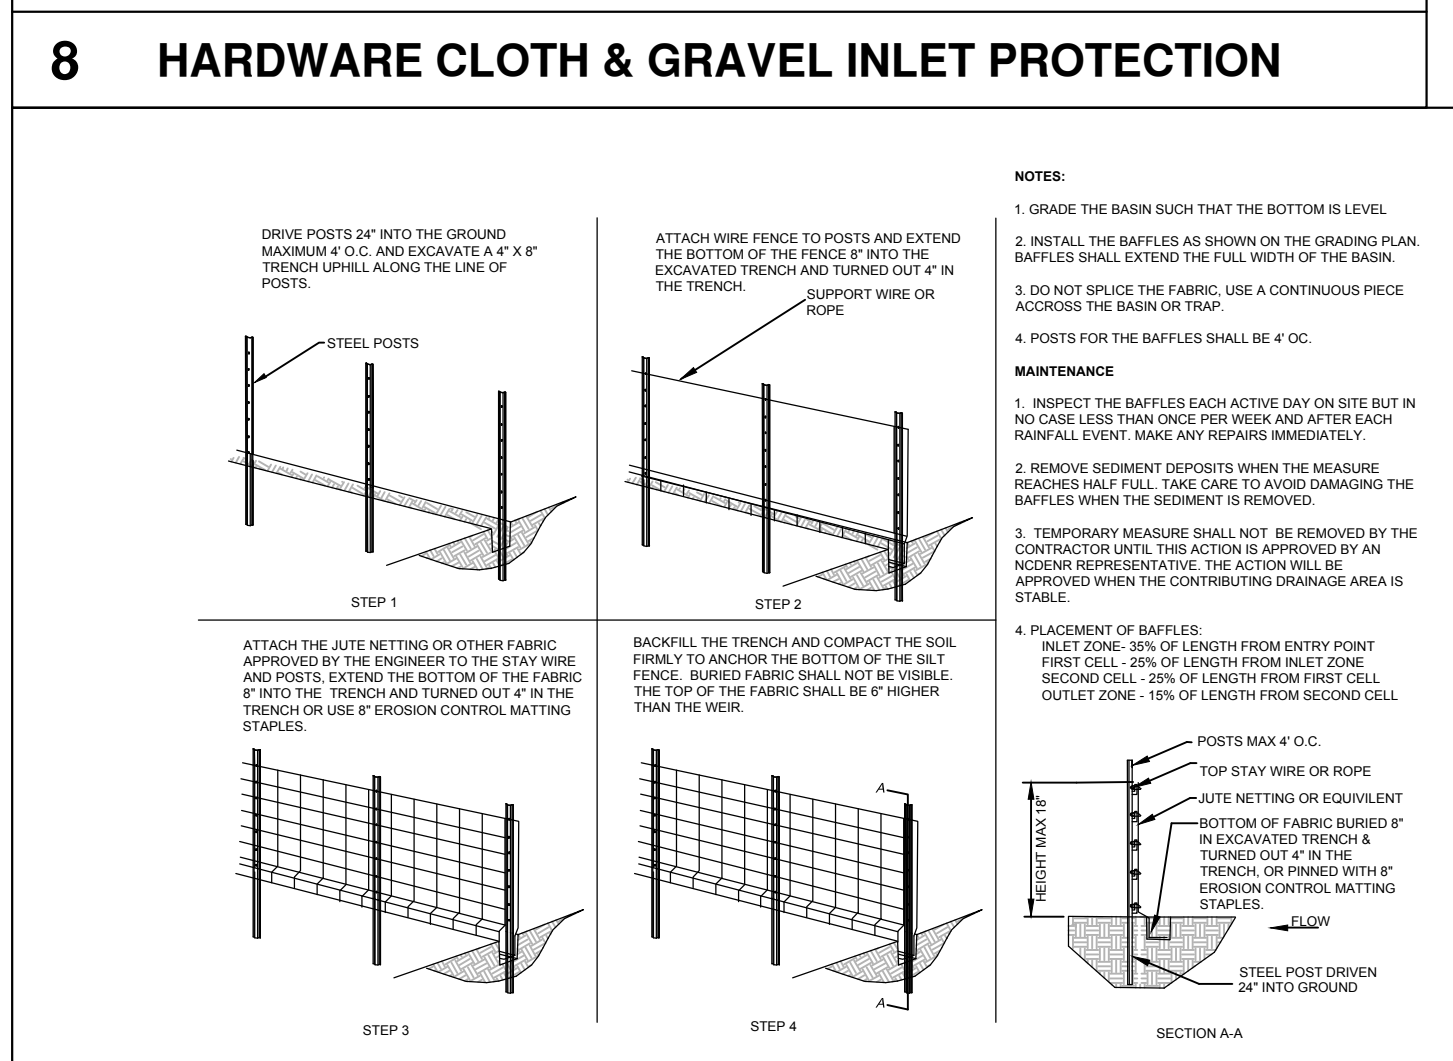 8 HARDWARE CLOTH & GRAVEL INLET PROTECTION
DRIVE POSTS 24" INTO THE GROUND
MAXIMUM 4' O.C. AND EXCAVATE A 4" X 8"
TRENCH UPHILL ALONG THE LINE OF
POSTS.
STEEL POSTS
STEP 1
ATTACH WIRE FENCE TO POSTS AND EXTEND
THE BOTTOM OF THE FENCE 8" INTO THE
EXCAVATED TRENCH AND TURNED OUT 4" IN
THE TRENCH.
SUPPORT WIRE OR
ROPE
STEP 2
ATTACH THE JUTE NETTING OR OTHER FABRIC
APPROVED BY THE ENGINEER TO THE STAY WIRE
AND POSTS, EXTEND THE BOTTOM OF THE FABRIC
8" INTO THE TRENCH AND TURNED OUT 4" IN THE
TRENCH OR USE 8" EROSION CONTROL MATTING
STAPLES.
STEP 3
BACKFILL THE TRENCH AND COMPACT THE SOIL
FIRMLY TO ANCHOR THE BOTTOM OF THE SILT
FENCE. BURIED FABRIC SHALL NOT BE VISIBLE.
THE TOP OF THE FABRIC SHALL BE 6" HIGHER
THAN THE WEIR.
A
A
STEP 4
NOTES:
1. GRADE THE BASIN SUCH THAT THE BOTTOM IS LEVEL
2. INSTALL THE BAFFLES AS SHOWN ON THE GRADING PLAN.
BAFFLES SHALL EXTEND THE FULL WIDTH OF THE BASIN.
3. DO NOT SPLICE THE FABRIC, USE A CONTINUOUS PIECE
ACCROSS THE BASIN OR TRAP.
4. POSTS FOR THE BAFFLES SHALL BE 4' OC.
MAINTENANCE
1. INSPECT THE BAFFLES EACH ACTIVE DAY ON SITE BUT IN
NO CASE LESS THAN ONCE PER WEEK AND AFTER EACH
RAINFALL EVENT. MAKE ANY REPAIRS IMMEDIATELY.
2. REMOVE SEDIMENT DEPOSITS WHEN THE MEASURE
REACHES HALF FULL. TAKE CARE TO AVOID DAMAGING THE
BAFFLES WHEN THE SEDIMENT IS REMOVED.
3. TEMPORARY MEASURE SHALL NOT BE REMOVED BY THE
CONTRACTOR UNTIL THIS ACTION IS APPROVED BY AN
NCDENR REPRESENTATIVE. THE ACTION WILL BE
APPROVED WHEN THE CONTRIBUTING DRAINAGE AREA IS
STABLE.
4. PLACEMENT OF BAFFLES:
INLET ZONE- 35% OF LENGTH FROM ENTRY POINT
FIRST CELL - 25% OF LENGTH FROM INLET ZONE
SECOND CELL - 25% OF LENGTH FROM FIRST CELL
OUTLET ZONE - 15% OF LENGTH FROM SECOND CELL
POSTS MAX 4' O.C.
TOP STAY WIRE OR ROPE
JUTE NETTING OR EQUIVILENT
BOTTOM OF FABRIC BURIED 8"
IN EXCAVATED TRENCH &
TURNED OUT 4" IN THE
TRENCH, OR PINNED WITH 8"
EROSION CONTROL MATTING
STAPLES.
HEIGHT MAX 18"
FLOW
STEEL POST DRIVEN
24" INTO GROUND
SECTION A-A